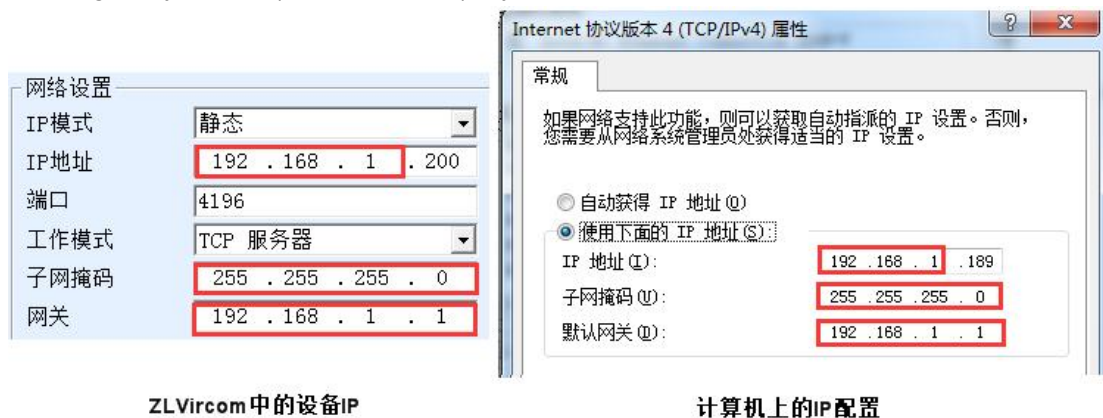 网络设置
IP模式 静态
IP地址 192 . 168 . 1 . 200
端口 4196
工作模式 TCP 服务器
子网掩码 255 . 255 . 255 . 0
网关 192 . 168 . 1 . 1
ZLVircom中的设备IP
Internet 协议版本 4 (TCP/IPv4) 属性
常规
如果网络支持此功能，则可以获取自动指派的 IP 设置。否则，
您需要从网络系统管理员处获得适当的 IP 设置。
自动获得 IP 地址(O)
使用下面的 IP 地址(S):
IP 地址(I): 192 .168 . 1 .189
子网掩码(U): 255 .255 .255 . 0
默认网关(D): 192 .168 . 1 . 1
计算机上的IP配置